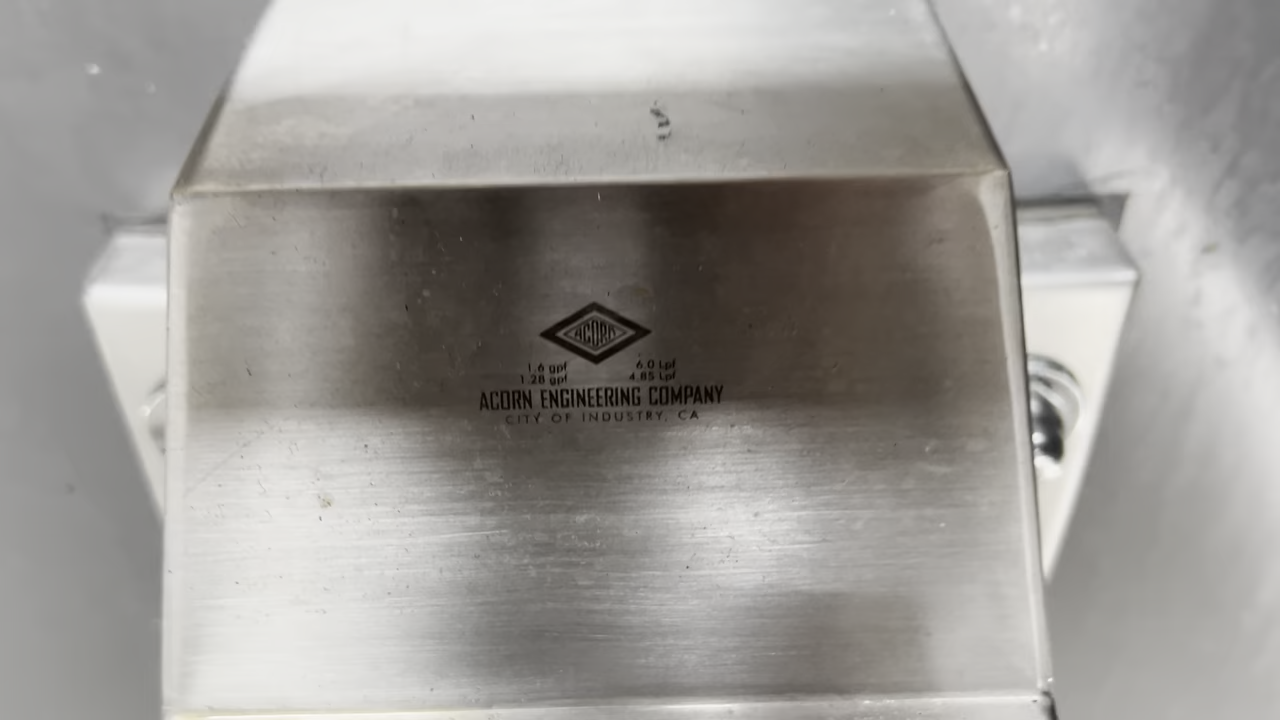 ACORN
1.6 gpf 6.0 Lpf
1.28 gpf 4.85 Lpf
ACORN ENGINEERING COMPANY
CITY OF INDUSTRY, CA